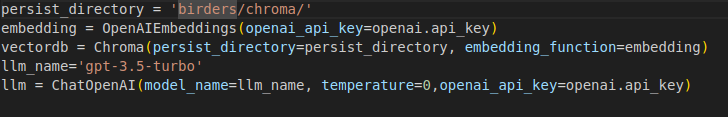 persist_directory = 'birders/chroma/'
embedding = OpenAIEmbeddings(openai_api_key=openai.api_key)
vectordb = Chroma(persist_directory=persist_directory, embedding_function=embedding)
llm_name='gpt-3.5-turbo'
llm = ChatOpenAI(model_name=llm_name, temperature=0,openai_api_key=openai.api_key)